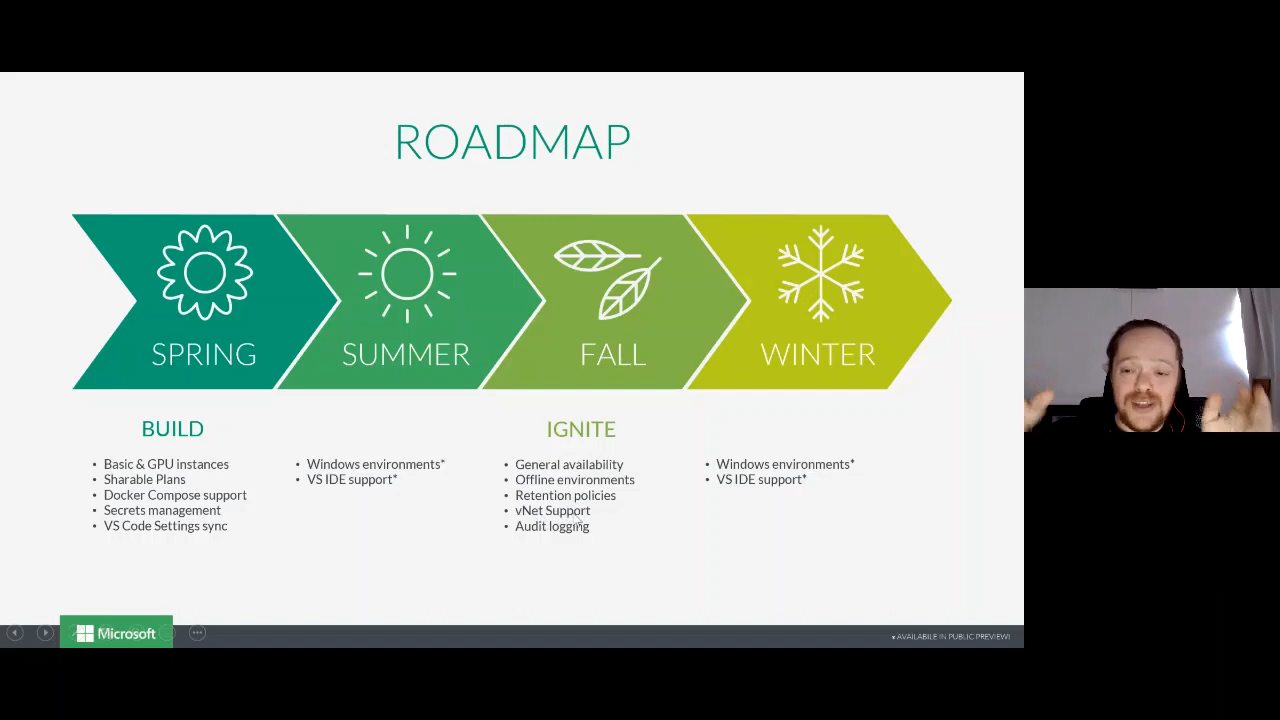 ROADMAP
SPRING
SUMMER
FALL
WINTER
BUILD
• Basic & GPU instances
• Sharable Plans
• Docker Compose support
• Secrets management
• VS Code Settings sync
• Windows environments*
• VS IDE support*
IGNITE
• General availability
• Offline environments
• Retention policies
• vNet Support
• Audit logging
• Windows environments*
• VS IDE support*
Microsoft
* AVAILABILE IN PUBLIC PREVIEW!